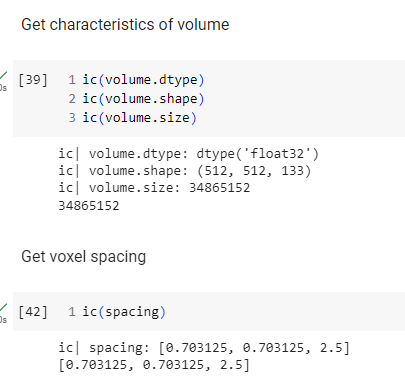 Get characteristics of volume
[39] 1 ic(volume.dtype)
0s 2 ic(volume.shape)
3 ic(volume.size)
ic| volume.dtype: dtype('float32')
ic| volume.shape: (512, 512, 133)
ic| volume.size: 34865152
34865152
Get voxel spacing
[42] 1 ic(spacing)
0s
ic| spacing: [0.703125, 0.703125, 2.5]
[0.703125, 0.703125, 2.5]